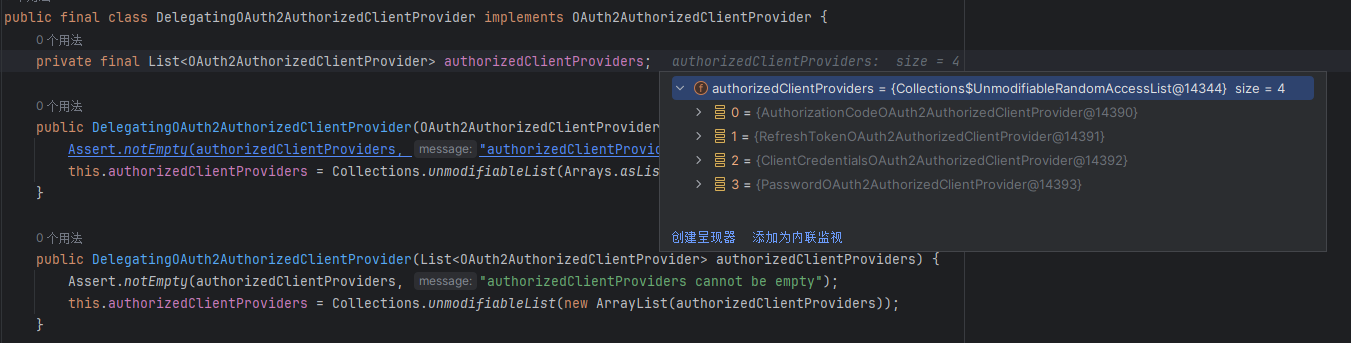 public final class DelegatingOAuth2AuthorizedClientProvider implements OAuth2AuthorizedClientProvider {
0 个用法
private final List<OAuth2AuthorizedClientProvider> authorizedClientProviders; authorizedClientProviders: size = 4
authorizedClientProviders = {Collections$UnmodifiableRandomAccessList@14344} size = 4
0 = {AuthorizationCodeOAuth2AuthorizedClientProvider@14390}
1 = {RefreshTokenOAuth2AuthorizedClientProvider@14391}
2 = {ClientCredentialsOAuth2AuthorizedClientProvider@14392}
3 = {PasswordOAuth2AuthorizedClientProvider@14393}
创建呈现器 添加为内联监视
0 个用法
public DelegatingOAuth2AuthorizedClientProvider(OAuth2AuthorizedClientProvider
Assert.notEmpty(authorizedClientProviders, message: "authorizedClientProvid
this.authorizedClientProviders = Collections.unmodifiableList(Arrays.asLis
}
0 个用法
public DelegatingOAuth2AuthorizedClientProvider(List<OAuth2AuthorizedClientProvider> authorizedClientProviders) {
Assert.notEmpty(authorizedClientProviders, message: "authorizedClientProviders cannot be empty");
this.authorizedClientProviders = Collections.unmodifiableList(new ArrayList(authorizedClientProviders));
}